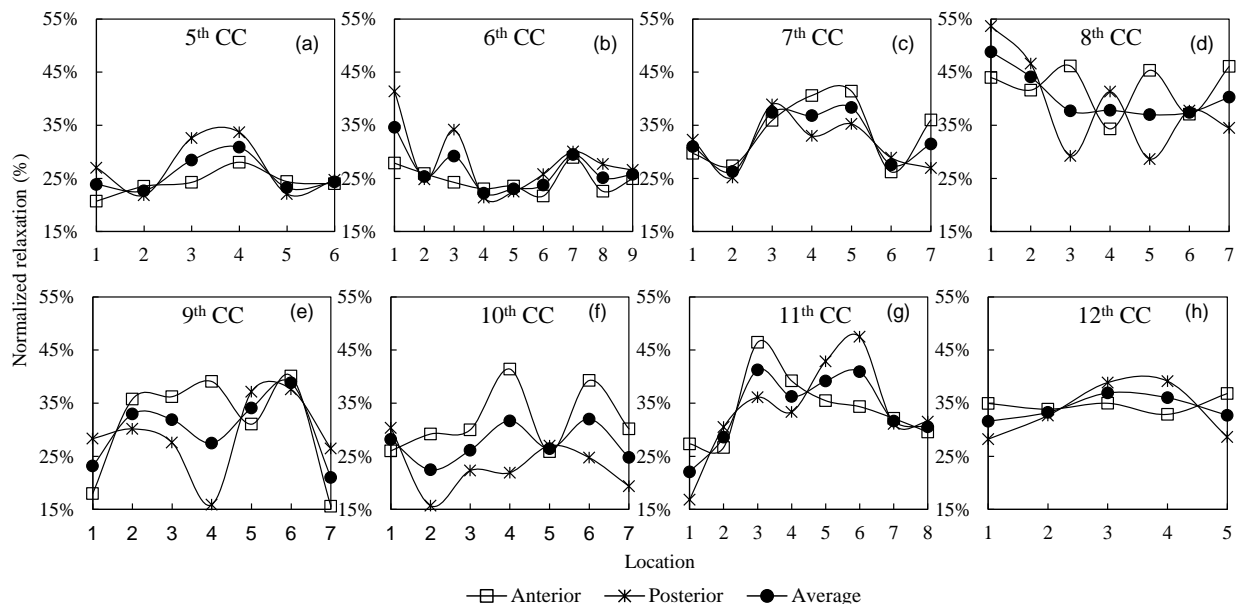 55% 55% 55% 55%
5th CC (a) 6th CC (b) 7th CC (c) 8th CC (d)
45% 45% 45% 45%
35% 35% 35% 35%
25% 25% 25% 25%
15% 15% 15% 15%
1 2 3 4 5 6 1 2 3 4 5 6 7 8 9 1 2 3 4 5 6 7 1 2 3 4 5 6 7
Normalized relaxation (%)
55% 55% 55% 55%
9th CC (e) 10th CC (f) 11th CC (g) 12th CC (h)
45% 45% 45% 45%
35% 35% 35% 35%
25% 25% 25% 25%
15% 15% 15% 15%
1 2 3 4 5 6 7 1 2 3 4 5 6 7 1 2 3 4 5 6 7 8 1 2 3 4 5
Location
Anterior Posterior Average